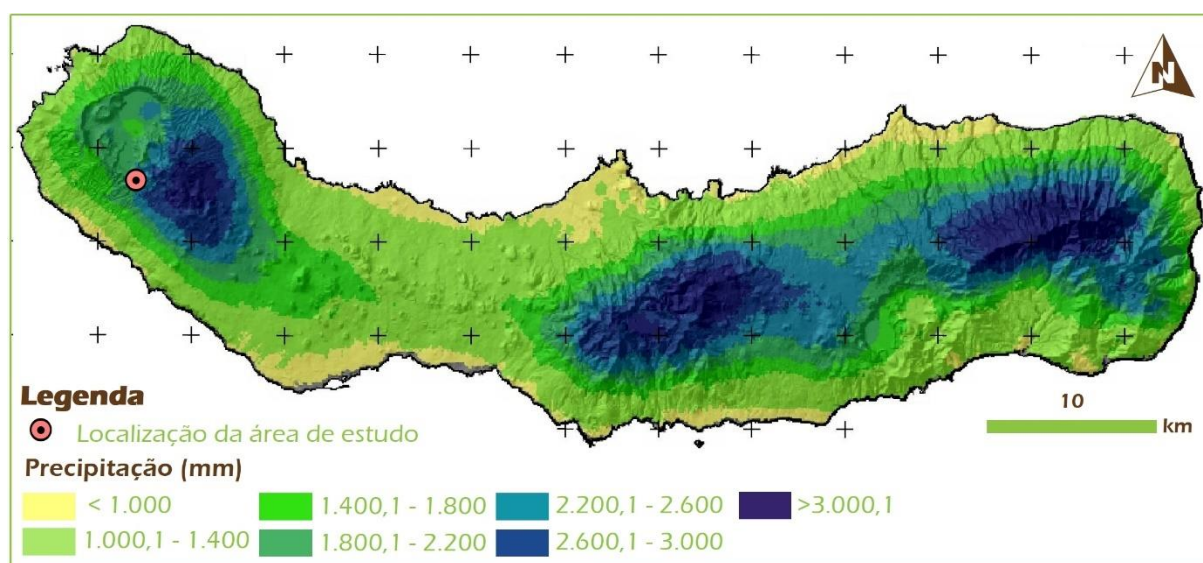 N
Legenda
Localização da área de estudo
10
km
Precipitação (mm)
< 1.000
1.400,1 - 1.800
2.200,1 - 2.600
>3.000,1
1.000,1 - 1.400
1.800,1 - 2.200
2.600,1 - 3.000